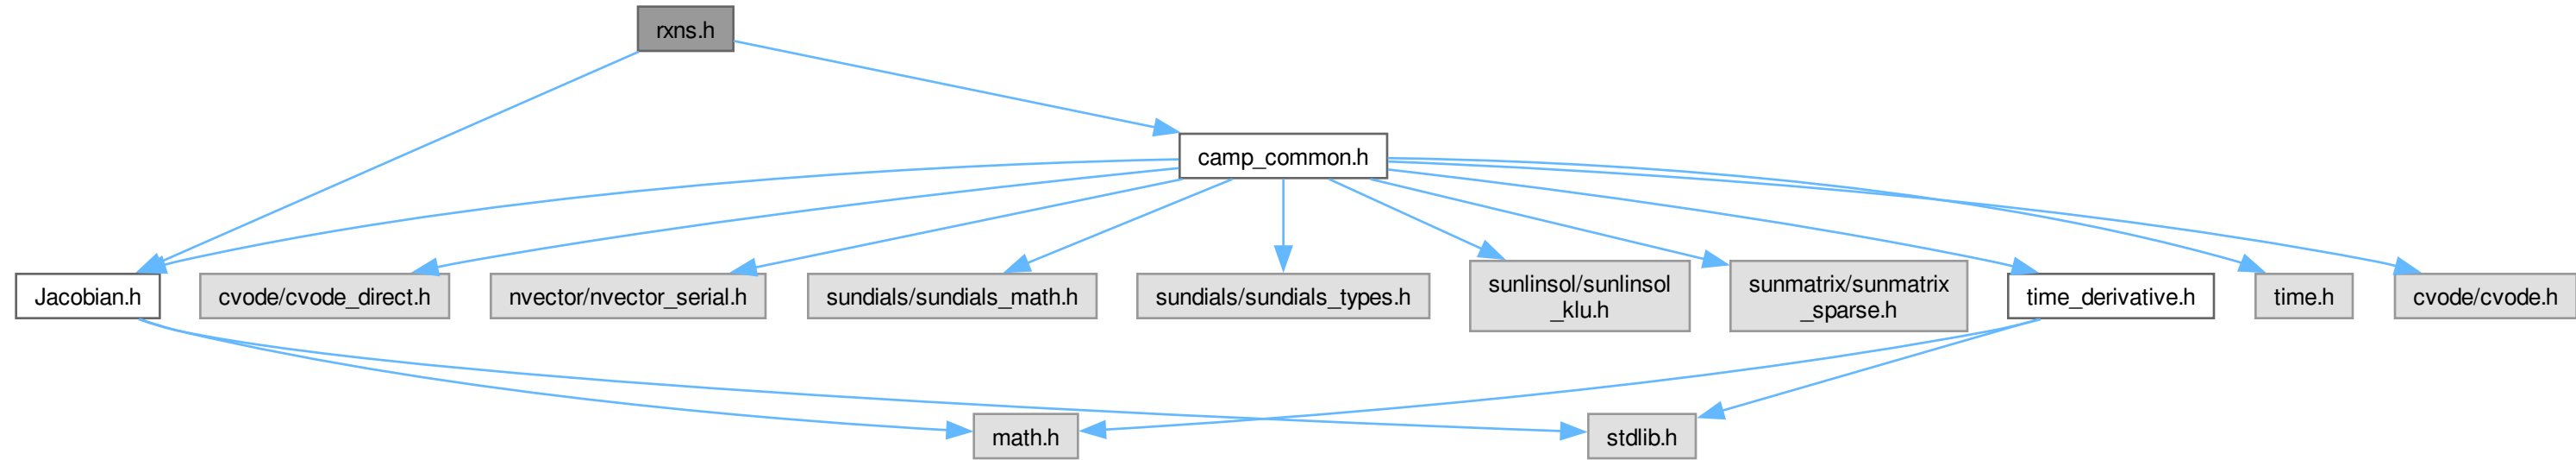 rxns.h
camp_common.h
Jacobian.h
cvode/cvode_direct.h
nvector/nvector_serial.h
sundials/sundials_math.h
sundials/sundials_types.h
sunlinsol/sunlinsol
_klu.h
sunmatrix/sunmatrix
_sparse.h
time_derivative.h
time.h
cvode/cvode.h
math.h
stdlib.h